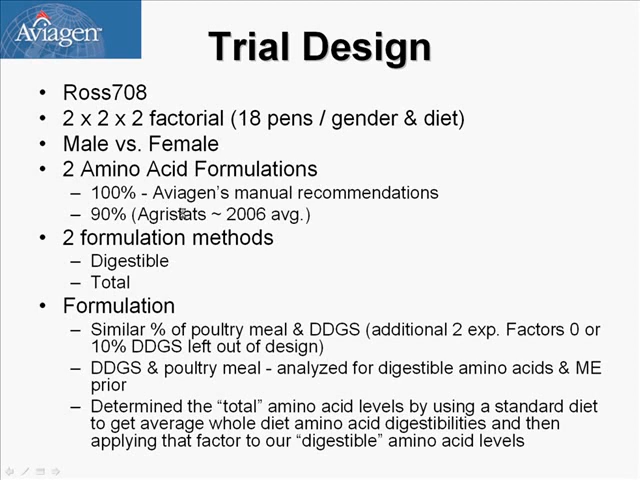 Aviagen™
Trial Design
• Ross708
• 2 x 2 x 2 factorial (18 pens / gender & diet)
• Male vs. Female
• 2 Amino Acid Formulations
– 100% - Aviagen's manual recommendations
– 90% (Agristats ~ 2006 avg.)
• 2 formulation methods
– Digestible
– Total
• Formulation
– Similar % of poultry meal & DDGS (additional 2 exp. Factors 0 or
10% DDGS left out of design)
– DDGS & poultry meal - analyzed for digestible amino acids & ME
prior
– Determined the “total” amino acid levels by using a standard diet
to get average whole diet amino acid digestibilities and then
applying that factor to our “digestible” amino acid levels